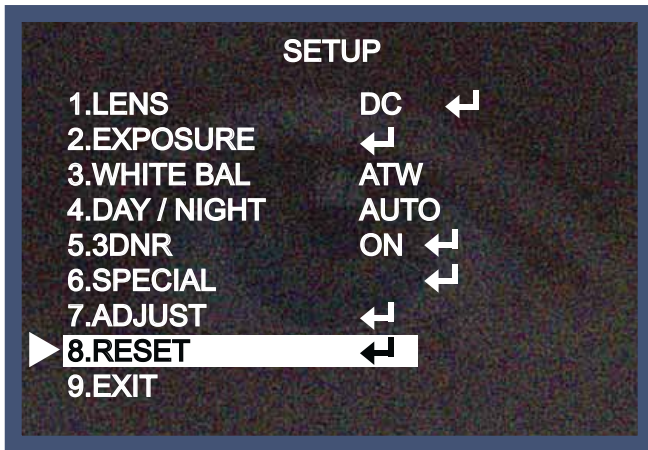 SETUP
1.LENS DC ↵
2.EXPOSURE ↵
3.WHITE BAL ATW
4.DAY / NIGHT AUTO
5.3DNR ON ↵
6.SPECIAL ↵
7.ADJUST ↵
8.RESET ↵
9.EXIT